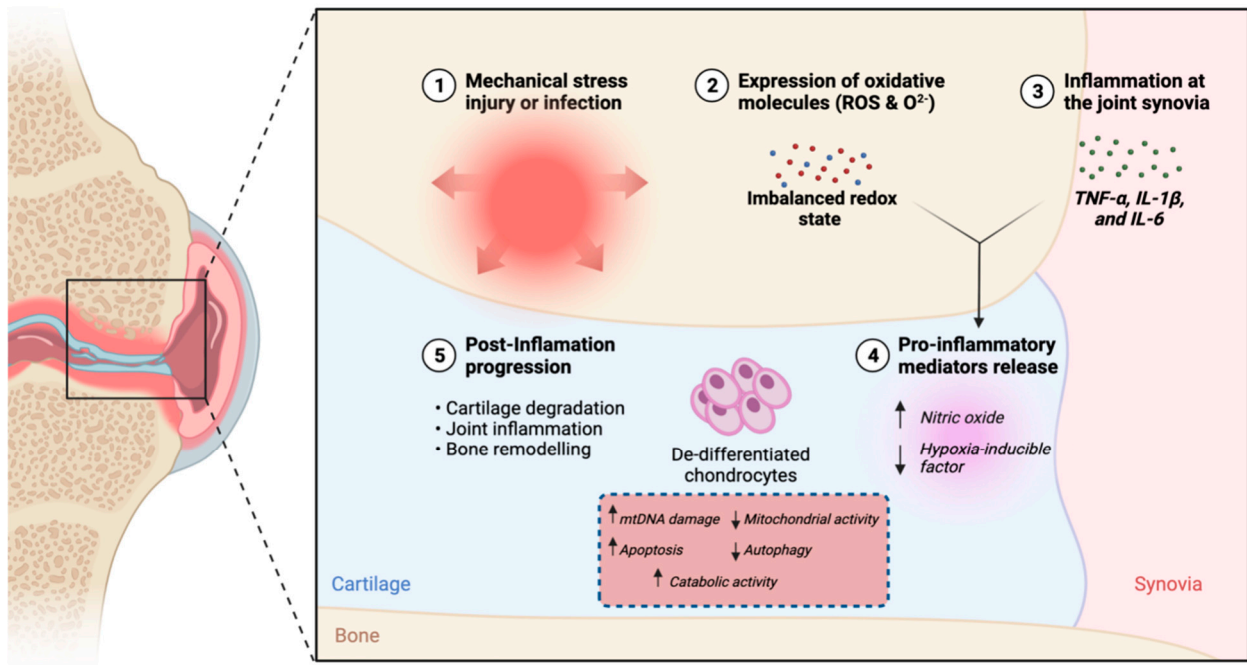 1
Mechanical stress
injury or infection
2
Expression of oxidative
molecules (ROS & O²⁻)
Imbalanced redox
state
3
Inflammation at
the joint synovia
TNF-α, IL-1β,
and IL-6
5
Post-Inflamation
progression
• Cartilage degradation
• Joint inflammation
• Bone remodelling
De-differentiated
chondrocytes
↑ mtDNA damage ↓ Mitochondrial activity
↑ Apoptosis ↓ Autophagy
↑ Catabolic activity
4
Pro-inflammatory
mediators release
↑ Nitric oxide
↓ Hypoxia-inducible
factor
Cartilage
Synovia
Bone